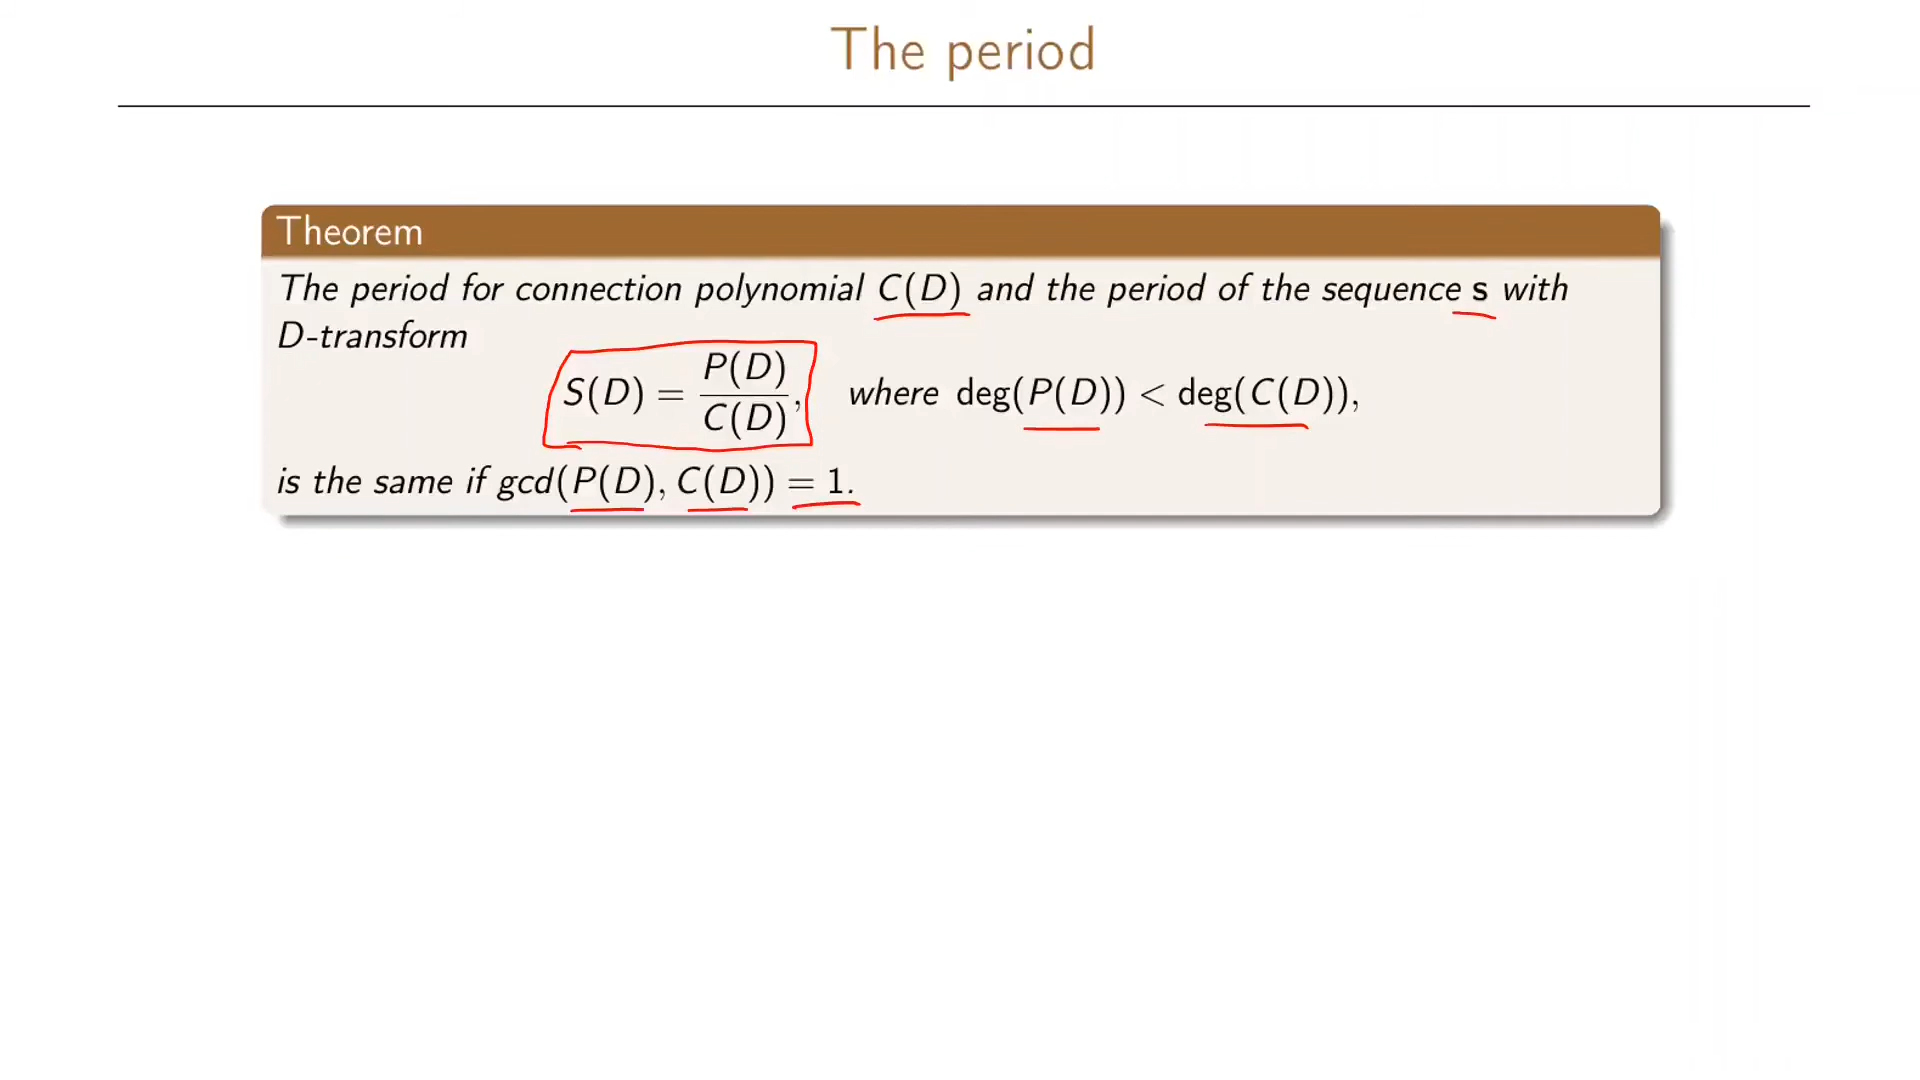 The period
Theorem
The period for connection polynomial C(D) and the period of the sequence s with
D-transform
S(D) = P(D)/C(D), where deg(P(D)) < deg(C(D)),
is the same if gcd(P(D), C(D)) = 1.